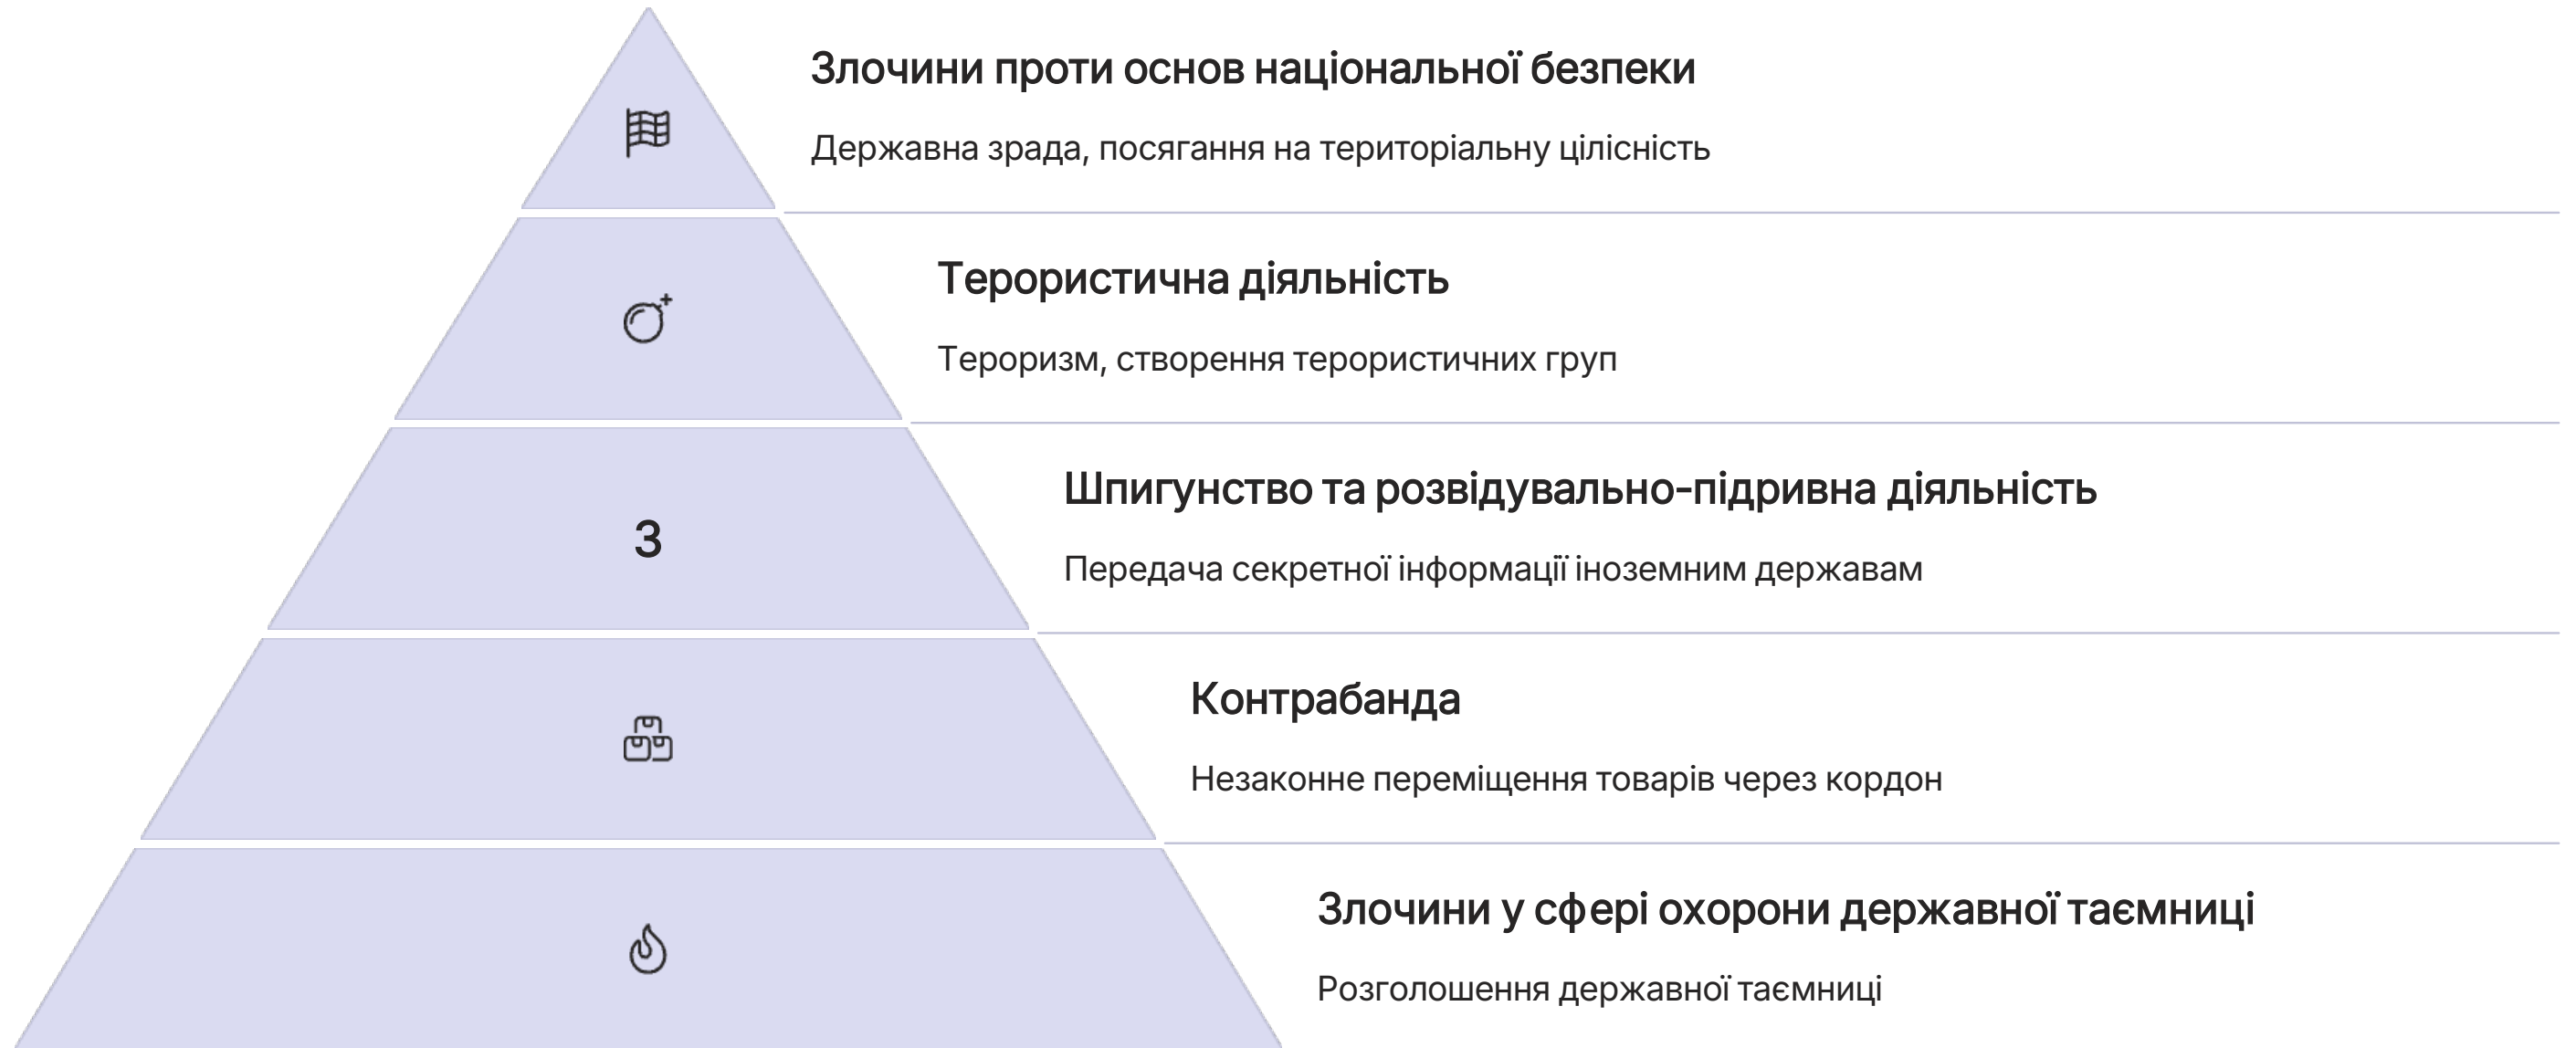 Злочини проти основ національної безпеки
Державна зрада, посягання на територіальну цілісність
Терористична діяльність
Тероризм, створення терористичних груп
3
Шпигунство та розвідувально-підривна діяльність
Передача секретної інформації іноземним державам
Контрабанда
Незаконне переміщення товарів через кордон
Злочини у сфері охорони державної таємниці
Розголошення державної таємниці